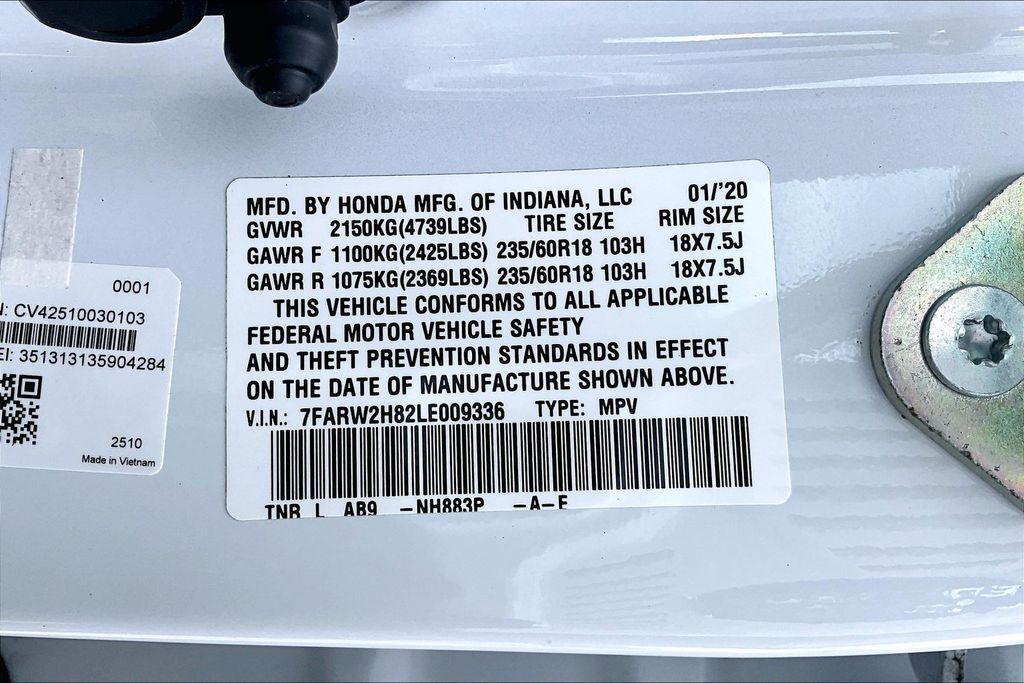 MFD. BY HONDA MFG. OF INDIANA, LLC 01/'20
GVWR 2150KG(4739LBS) TIRE SIZE RIM SIZE
GAWR F 1100KG(2425LBS) 235/60R18 103H 18X7.5J
GAWR R 1075KG(2369LBS) 235/60R18 103H 18X7.5J
THIS VEHICLE CONFORMS TO ALL APPLICABLE
FEDERAL MOTOR VEHICLE SAFETY
AND THEFT PREVENTION STANDARDS IN EFFECT
ON THE DATE OF MANUFACTURE SHOWN ABOVE.
V.I.N.: 7FARW2H82LE009336 TYPE: MPV
TNR L AB9 -NH883P -A-E
0001
N: CV42510030103
EI: 351313135904284
2510
Made in Vietnam